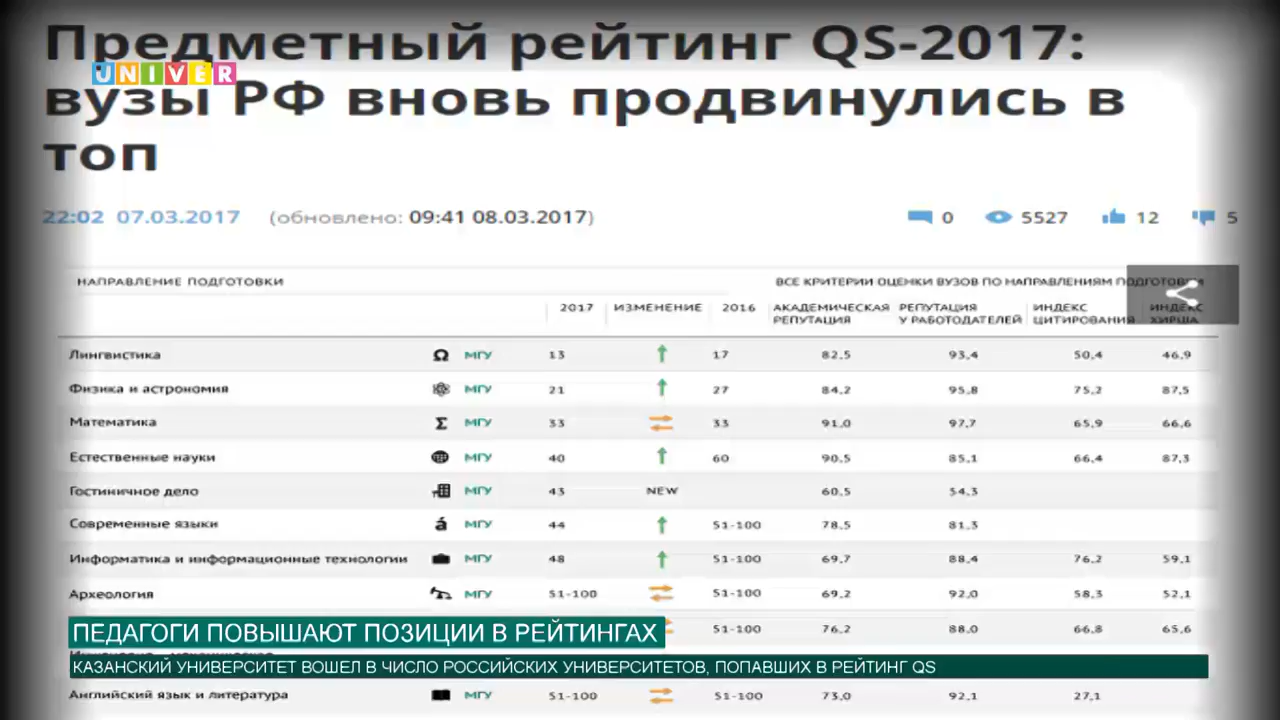 Предметный рейтинг QS-2017:
UNIVER
вузы РФ вновь продвинулись в
топ
22:02 07.03.2017 (обновлено: 09:41 08.03.2017) 0 5527 12 5
НАПРАВЛЕНИЕ ПОДГОТОВКИ ВСЕ КРИТЕРИИ ОЦЕНКИ ВУЗОВ ПО НАПРАВЛЕНИЯМ ПОДГОТОВКИ
2017 ИЗМЕНЕНИЕ 2016 АКАДЕМИЧЕСКАЯ РЕПУТАЦИЯ ИНДЕКС ИНДЕКС
РЕПУТАЦИЯ У РАБОТОДАТЕЛЕЙ ЦИТИРОВАНИЯ ХИРША
Лингвистика Ω МГУ 13 ↑ 17 82,5 93,4 50,4 46,9
Физика и астрономия МГУ 21 ↑ 27 84,2 95,8 75,2 87,5
Математика Σ МГУ 33 33 91,0 97,7 65,9 66,6
Естественные науки МГУ 40 ↑ 60 90,5 85,1 66,4 87,3
Гостиничное дело МГУ 43 NEW 60,5 54,3
Современные языки á МГУ 44 ↑ 51-100 78,5 81,3
Информатика и информационные технологии МГУ 48 ↑ 51-100 69,7 88,4 76,2 59,1
Археология МГУ 51-100 51-100 69,2 92,0 58,3 52,1
51-100 76,2 88,0 66,8 65,6
ПЕДАГОГИ ПОВЫШАЮТ ПОЗИЦИИ В РЕЙТИНГАХ
КАЗАНСКИЙ УНИВЕРСИТЕТ ВОШЕЛ В ЧИСЛО РОССИЙСКИХ УНИВЕРСИТЕТОВ, ПОПАВШИХ В РЕЙТИНГ QS
Английский язык и литература МГУ 51-100 51-100 73,0 92,1 27,1